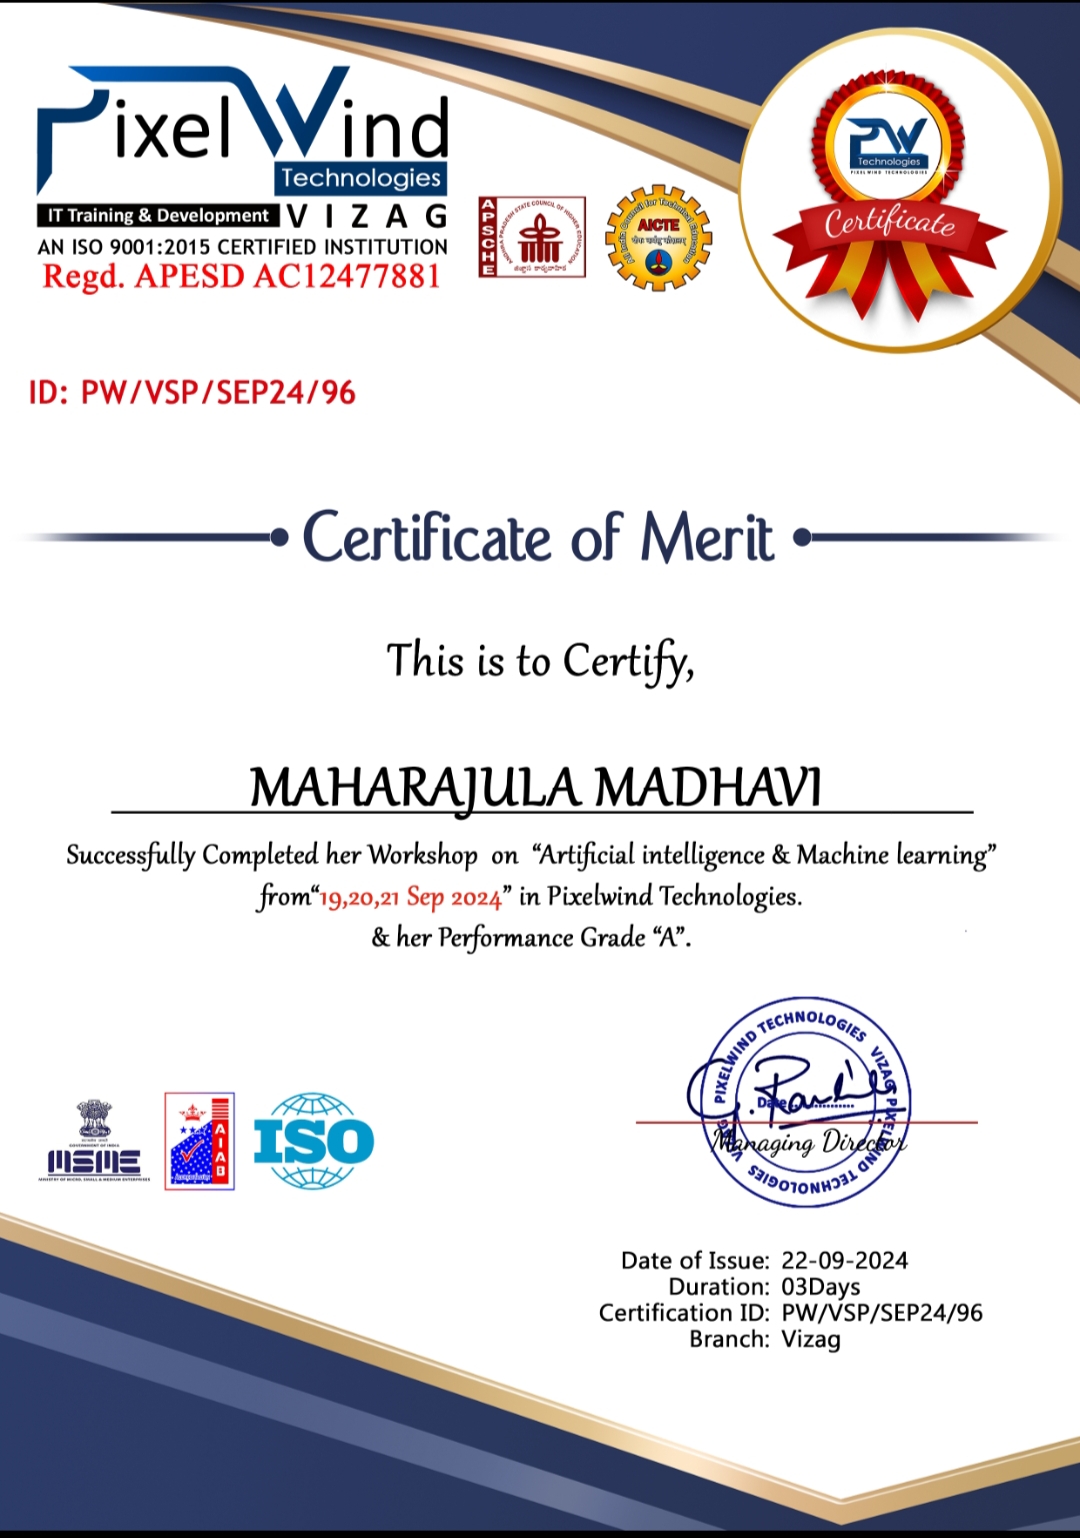 PixelWind
Technologies
IT Training & Development VIZAG
AN ISO 9001:2015 CERTIFIED INSTITUTION
Regd. APESD AC12477881
APSCHE
ANDHRA PRADESH STATE COUNCIL OF HIGHER EDUCATION
All India Council for Technical Education
AICTE
PW
Technologies
PIXEL WIND TECHNOLOGIES
Certificate
ID: PW/VSP/SEP24/96
Certificate of Merit
This is to Certify,
MAHARAJULA MADHAVI
Successfully Completed her Workshop on “Artificial intelligence & Machine learning”
from“19,20,21 Sep 2024” in Pixelwind Technologies.
& her Performance Grade “A”.
PIXELWIND TECHNOLOGIES VIZAG PIXELWIND TECHNOLOGIES VIZAG
Date:............
Managing Director
GOVERNMENT OF INDIA
MSME
MINISTRY OF MICRO, SMALL & MEDIUM ENTERPRISES
AIAB
ISO
Date of Issue: 22-09-2024
Duration: 03Days
Certification ID: PW/VSP/SEP24/96
Branch: Vizag